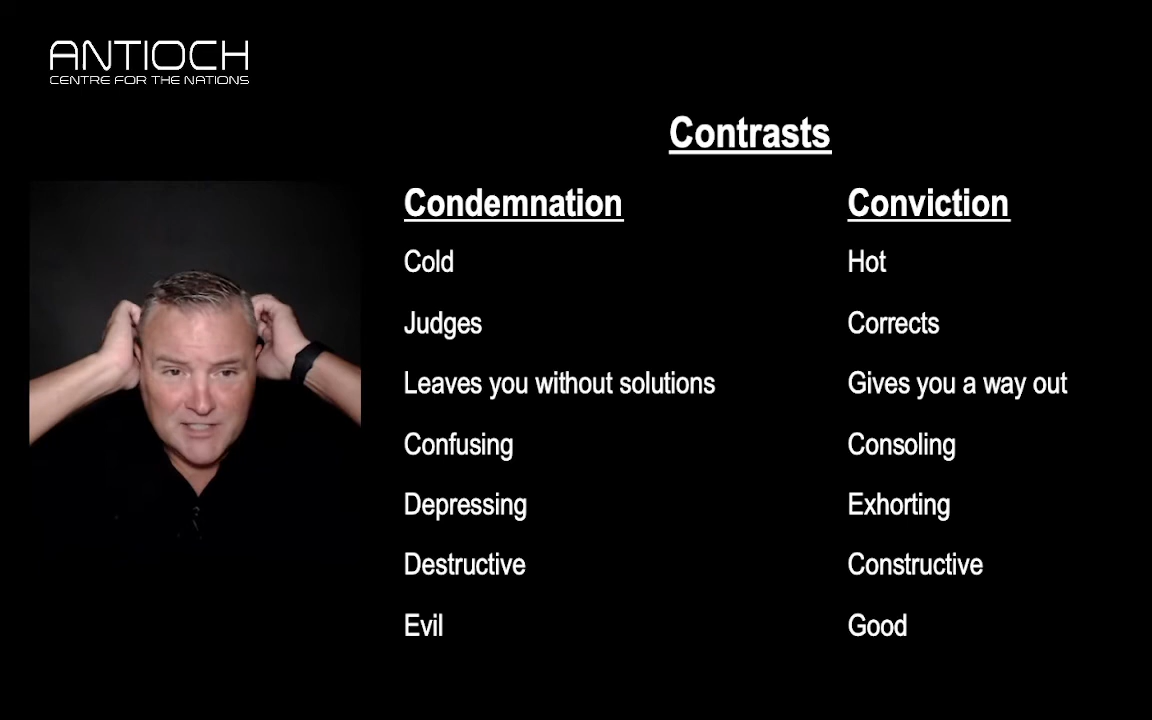 ANTIOCH
CENTRE FOR THE NATIONS
Contrasts
Condemnation Conviction
Cold Hot
Judges Corrects
Leaves you without solutions Gives you a way out
Confusing Consoling
Depressing Exhorting
Destructive Constructive
Evil Good